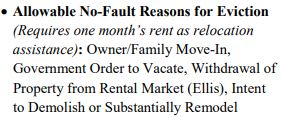 • Allowable No-Fault Reasons for Eviction
(Requires one month's rent as relocation
assistance): Owner/Family Move-In,
Government Order to Vacate, Withdrawal of
Property from Rental Market (Ellis), Intent
to Demolish or Substantially Remodel